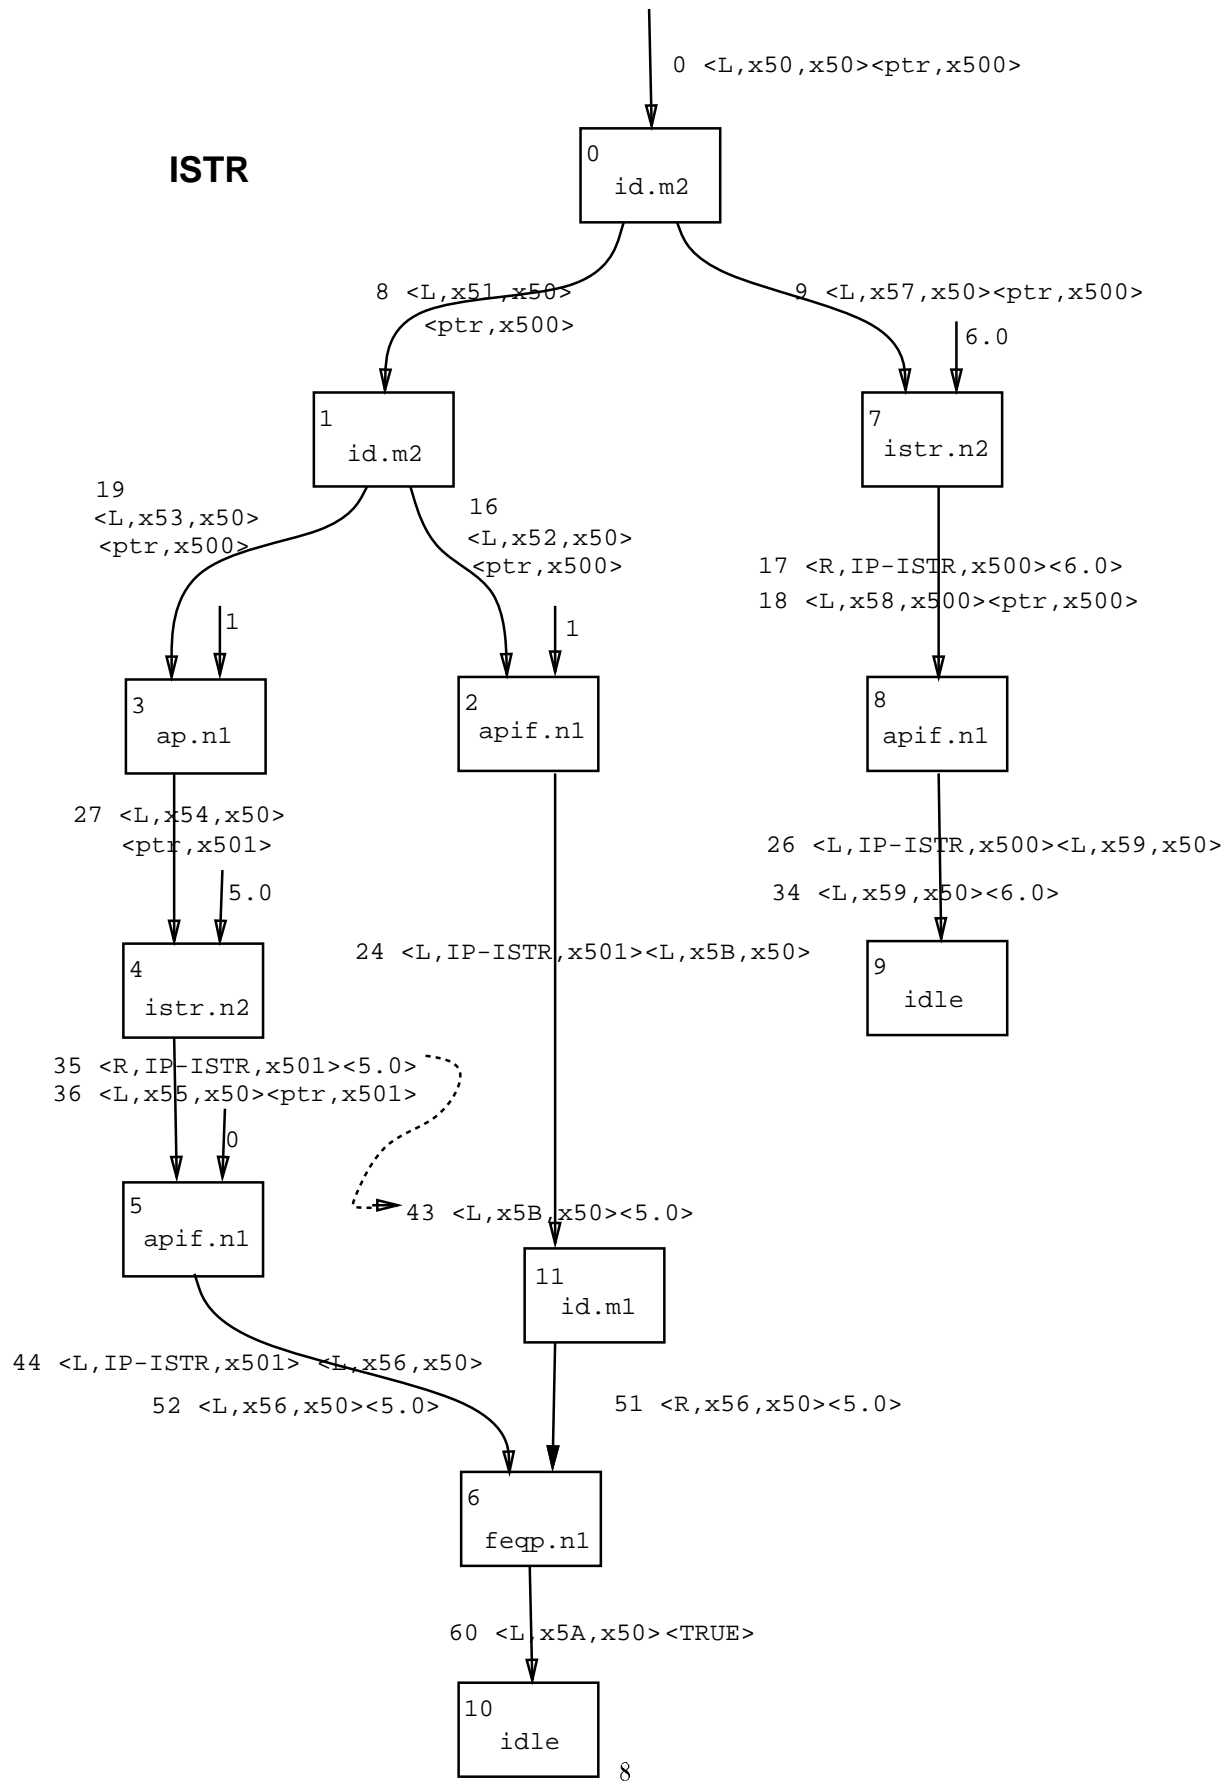 0 <L,x50,x50><ptr,x500>
ISTR
0
id.m2
8 <L,x51,x50>
<ptr,x500>
9 <L,x57,x50><ptr,x500>
6.0
1
id.m2
7
istr.n2
19
<L,x53,x50>
<ptr,x500>
16
<L,x52,x50>
<ptr,x500>
17 <R,IP-ISTR,x500><6.0>
18 <L,x58,x500><ptr,x500>
1
1
3
ap.n1
2
apif.n1
8
apif.n1
27 <L,x54,x50>
<ptr,x501>
5.0
26 <L,IP-ISTR,x500><L,x59,x50>
34 <L,x59,x50><6.0>
24 <L,IP-ISTR,x501><L,x5B,x50>
4
istr.n2
9
idle
35 <R,IP-ISTR,x501><5.0>
36 <L,x55,x50><ptr,x501>
0
5
apif.n1
43 <L,x5B,x50><5.0>
11
id.m1
44 <L,IP-ISTR,x501> <L,x56,x50>
52 <L,x56,x50><5.0>
51 <R,x56,x50><5.0>
6
feqp.n1
60 <L,x5A,x50><TRUE>
10
idle
8